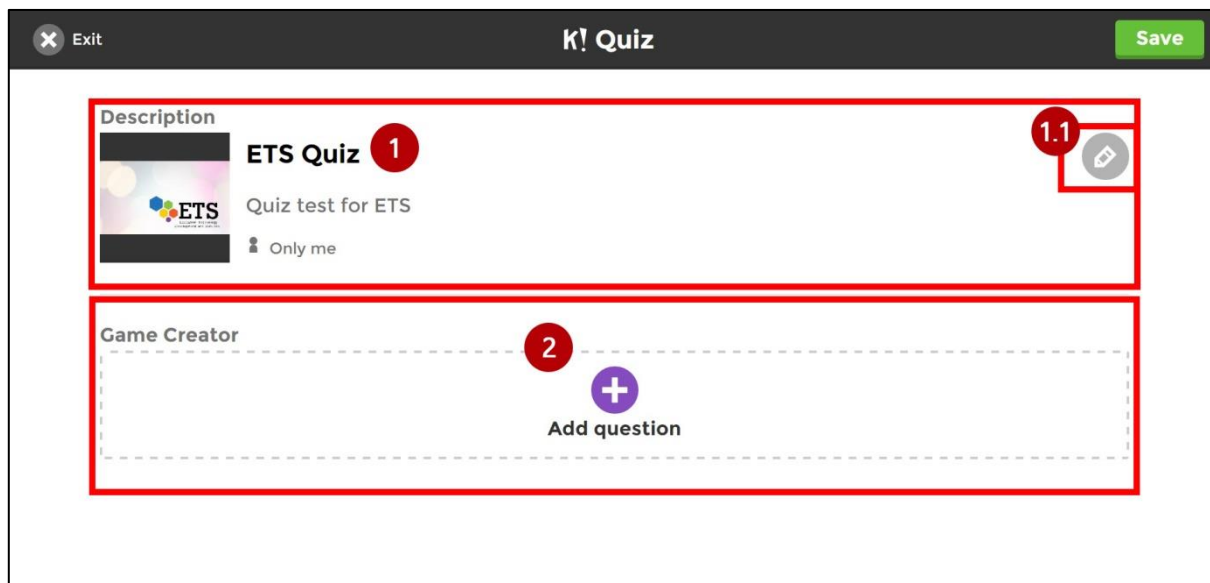 Exit
K! Quiz
Save
Description
ETS Quiz
1
1.1
ETS
Quiz test for ETS
Only me
Game Creator
2
Add question